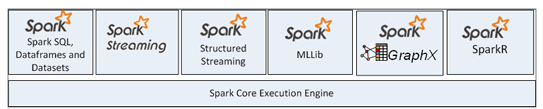 Spark
Spark SQL,
Dataframes and
Datasets
Spark
Streaming
Spark
Structured
Streaming
Spark
MLLib
Spark
GraphX
Spark
SparkR
Spark Core Execution Engine